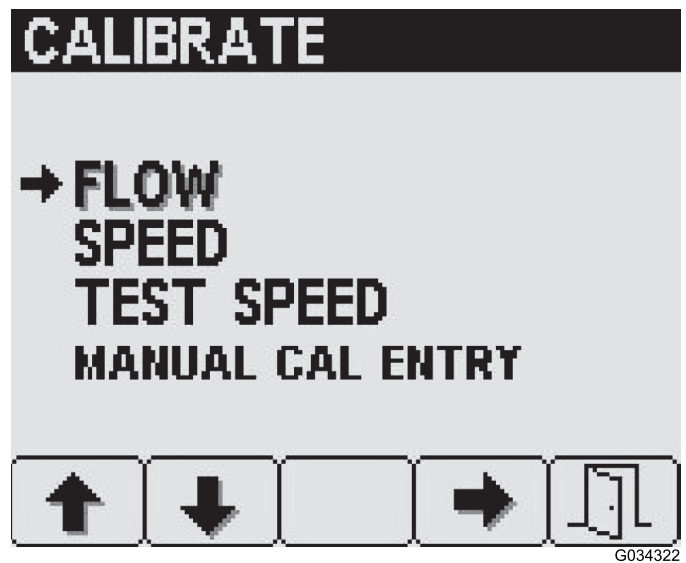 CALIBRATE
FLOW
SPEED
TEST SPEED
MANUAL CAL ENTRY
G034322